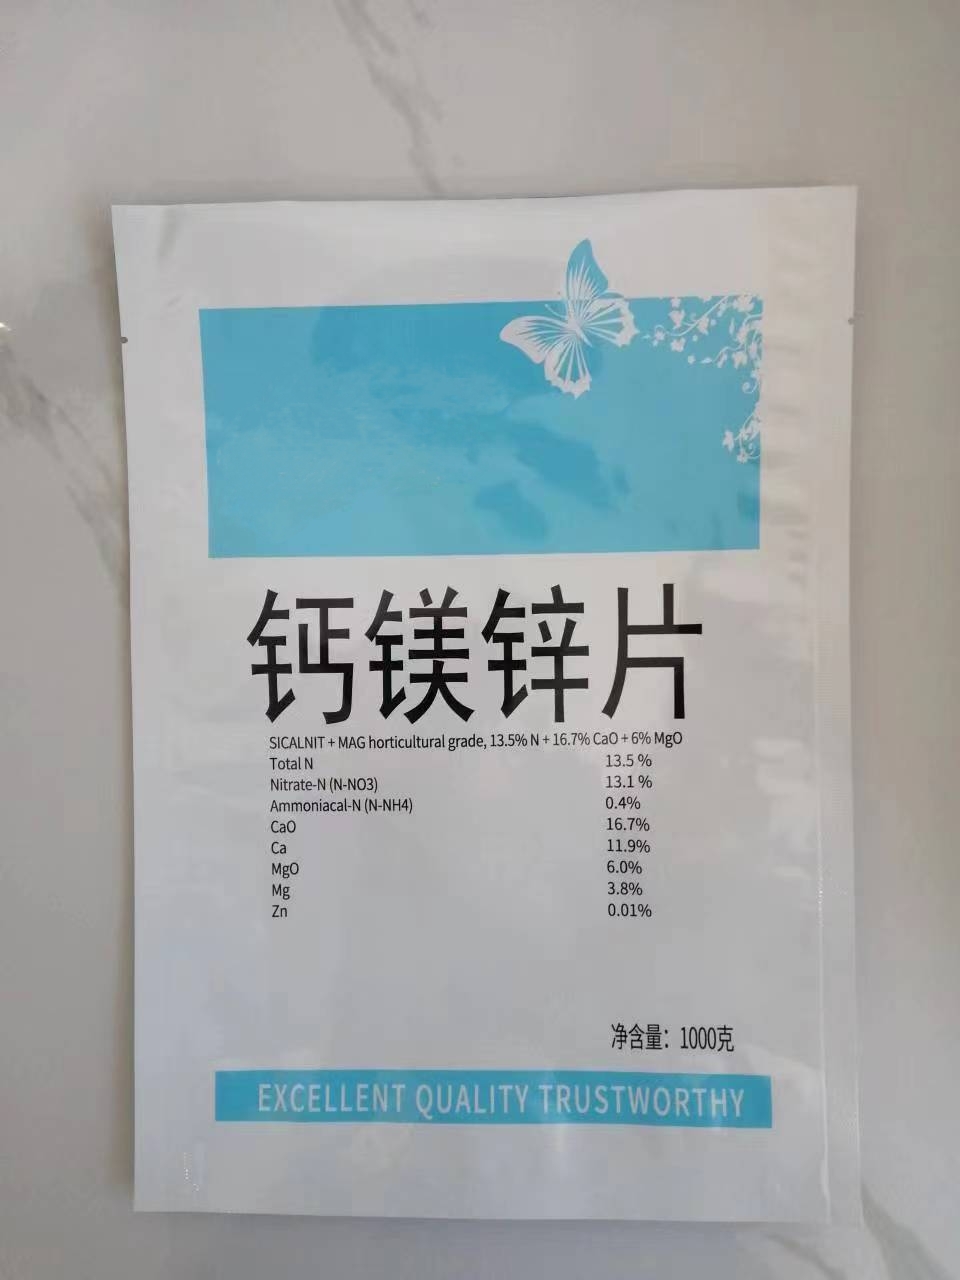 钙镁锌片
SICALNIT + MAG horticultural grade, 13.5% N + 16.7% CaO + 6% MgO
Total N 13.5 %
Nitrate-N (N-NO3) 13.1 %
Ammoniacal-N (N-NH4) 0.4%
CaO 16.7%
Ca 11.9%
MgO 6.0%
Mg 3.8%
Zn 0.01%
净含量：1000克
EXCELLENT QUALITY TRUSTWORTHY